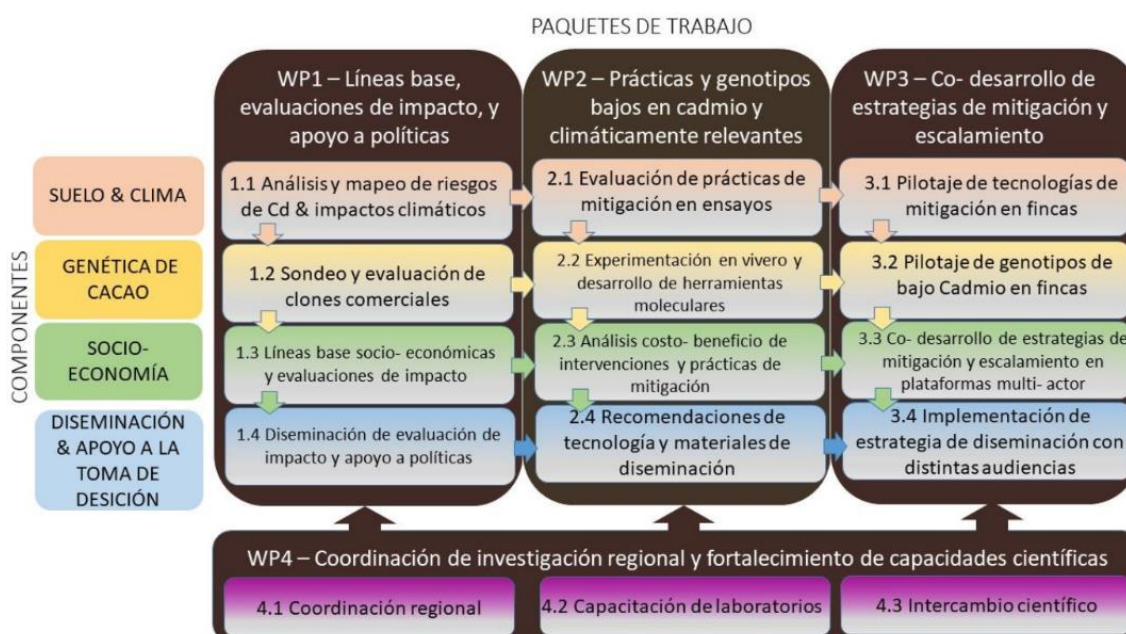 PAQUETES DE TRABAJO
WP1 – Líneas base,
evaluaciones de impacto, y
apoyo a políticas
WP2 – Prácticas y genotipos
bajos en cadmio y
climáticamente relevantes
WP3 – Co- desarrollo de
estrategias de mitigación y
escalamiento
COMPONENTES
SUELO & CLIMA
1.1 Análisis y mapeo de riesgos
de Cd & impactos climáticos
2.1 Evaluación de prácticas de
mitigación en ensayos
3.1 Pilotaje de tecnologías de
mitigación en fincas
GENÉTICA DE
CACAO
1.2 Sondeo y evaluación de
clones comerciales
2.2 Experimentación en vivero y
desarrollo de herramientas
moleculares
3.2 Pilotaje de genotipos de
bajo Cadmio en fincas
SOCIO-
ECONOMÍA
1.3 Líneas base socio- económicas
y evaluaciones de impacto
2.3 Análisis costo- beneficio de
intervenciones y prácticas de
mitigación
3.3 Co- desarrollo de estrategias de
mitigación y escalamiento en
plataformas multi- actor
DISEMINACIÓN
& APOYO A LA
TOMA DE
DESICIÓN
1.4 Diseminación de evaluación de
impacto y apoyo a políticas
2.4 Recomendaciones de
tecnología y materiales de
diseminación
3.4 Implementación de
estrategia de diseminación con
distintas audiencias
WP4 – Coordinación de investigación regional y fortalecimiento de capacidades científicas
4.1 Coordinación regional
4.2 Capacitación de laboratorios
4.3 Intercambio científico